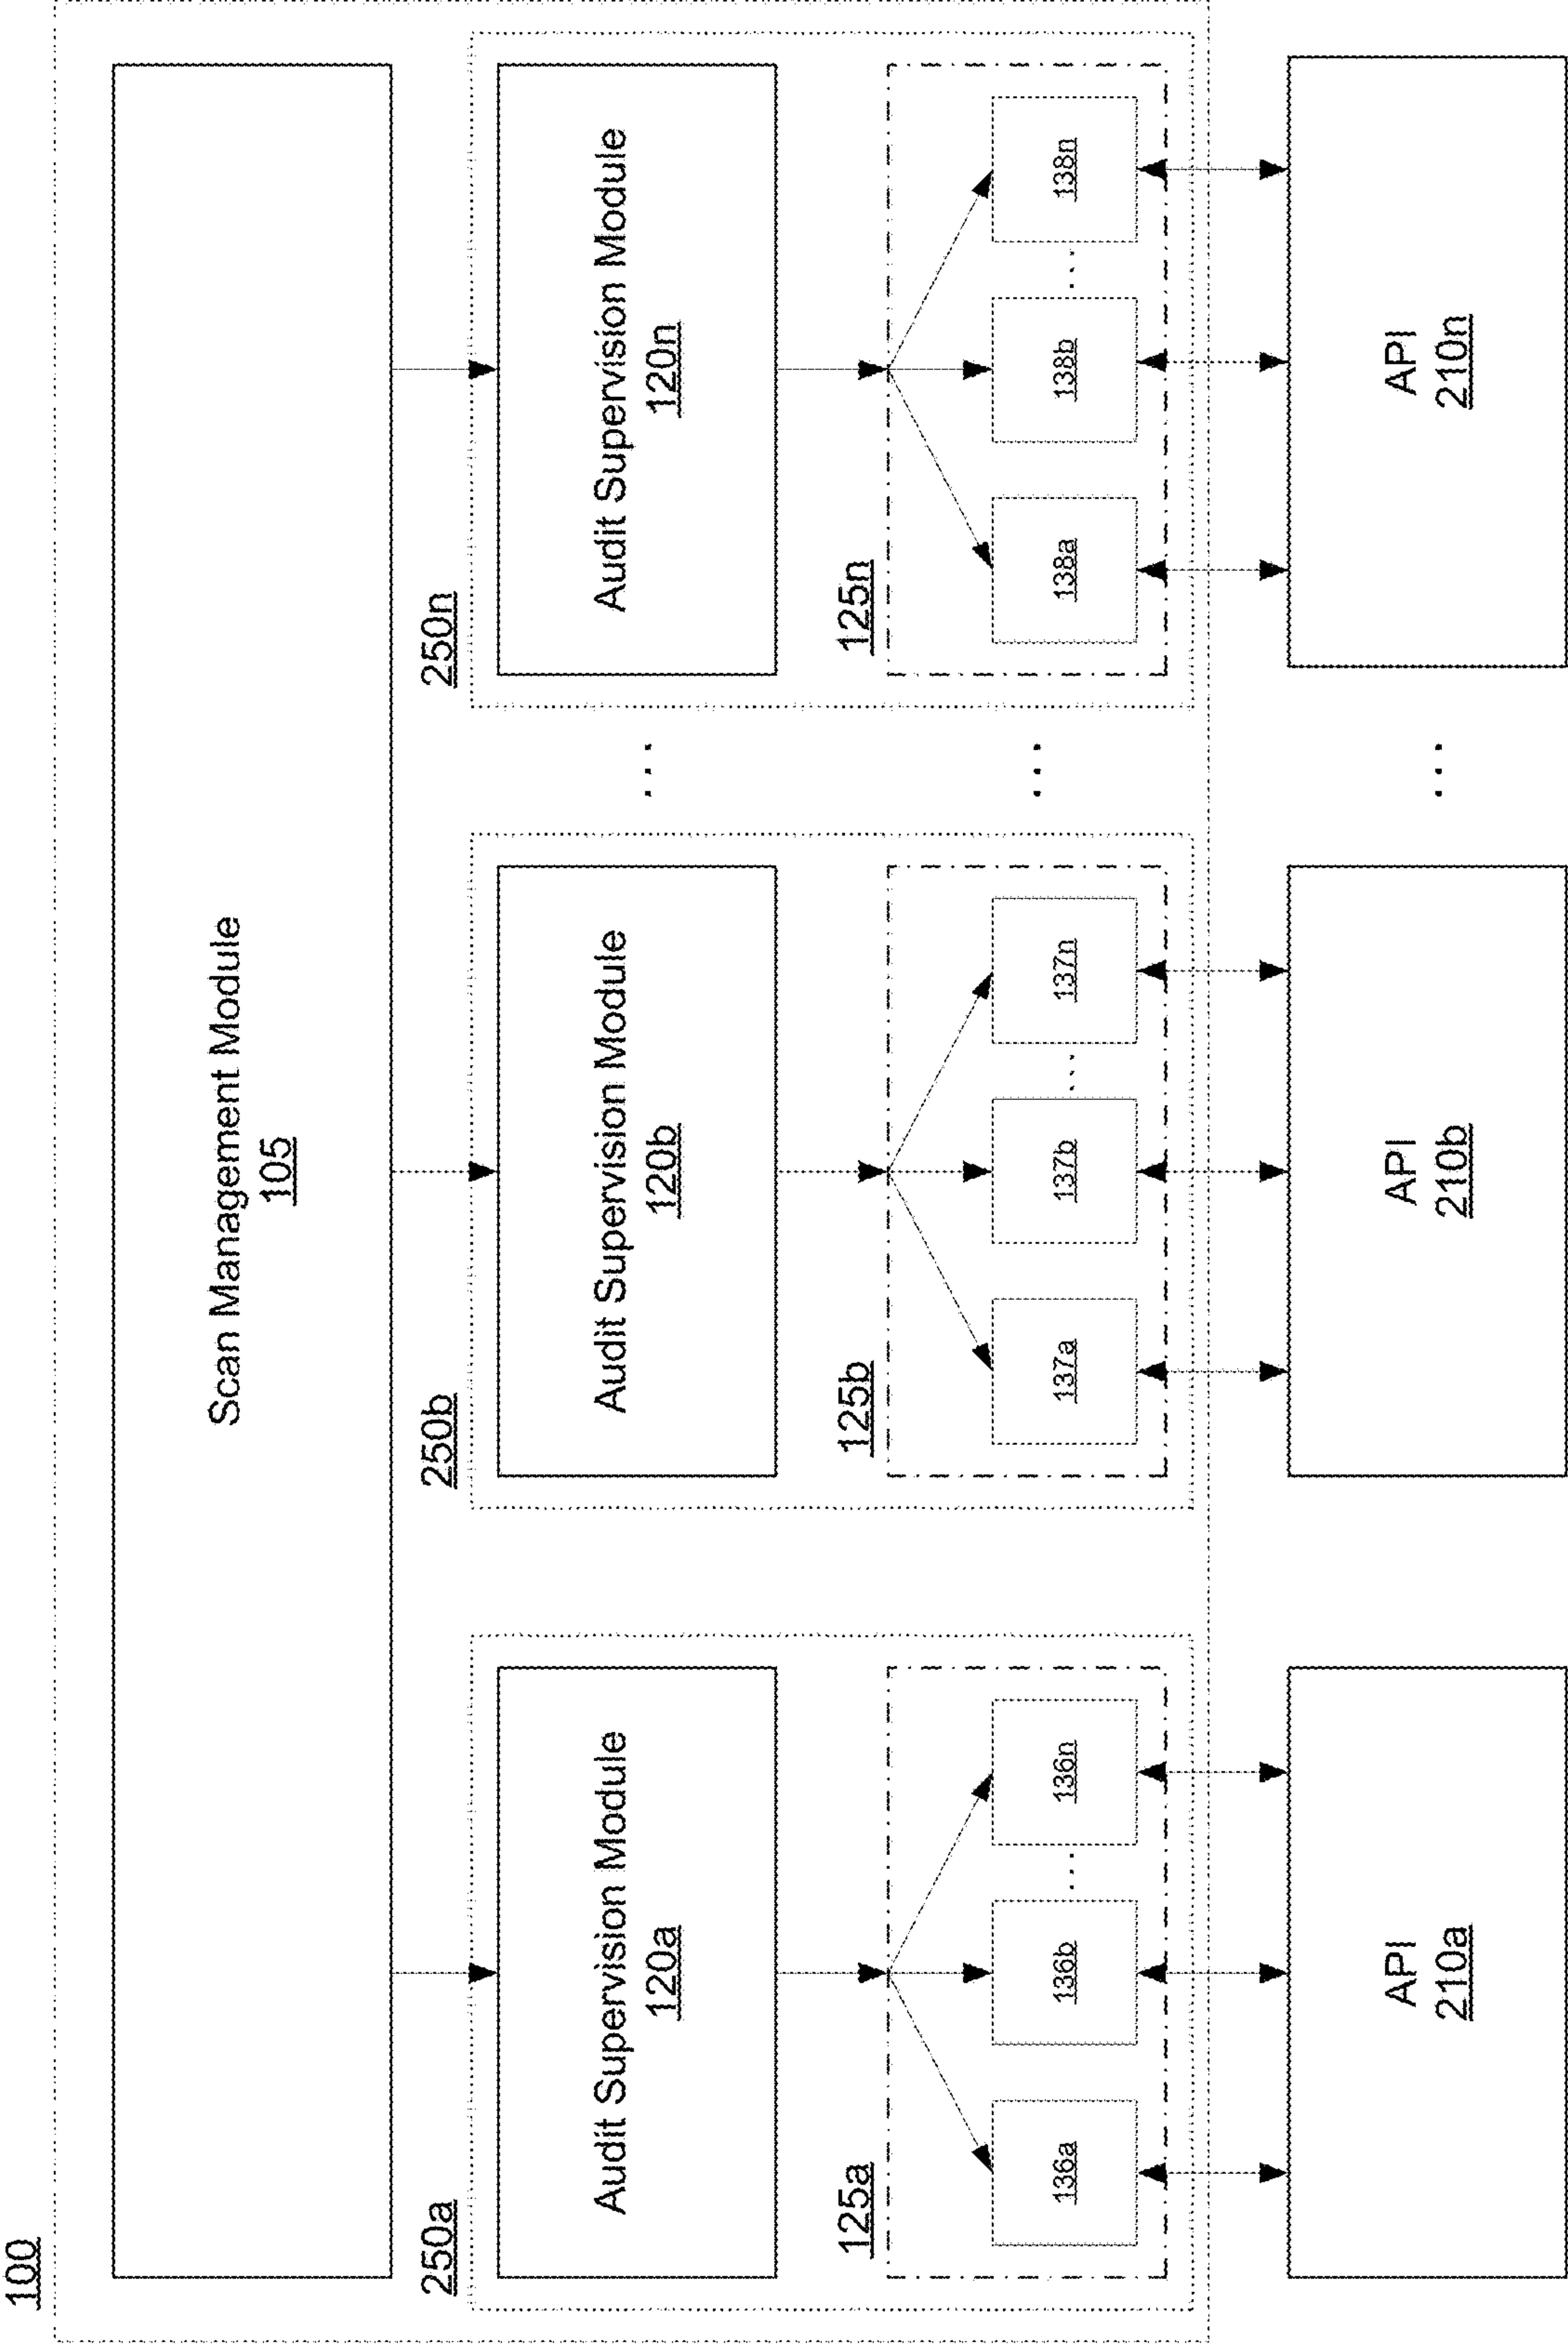 100
Scan Management Module
105
250a
250b
250n
Audit Supervision Module
120a
Audit Supervision Module
120b
...
Audit Supervision Module
120n
125a
125b
125n
136a
136b
...
136n
137a
137b
...
137n
...
138a
138b
...
138n
API
210a
API
210b
...
API
210n